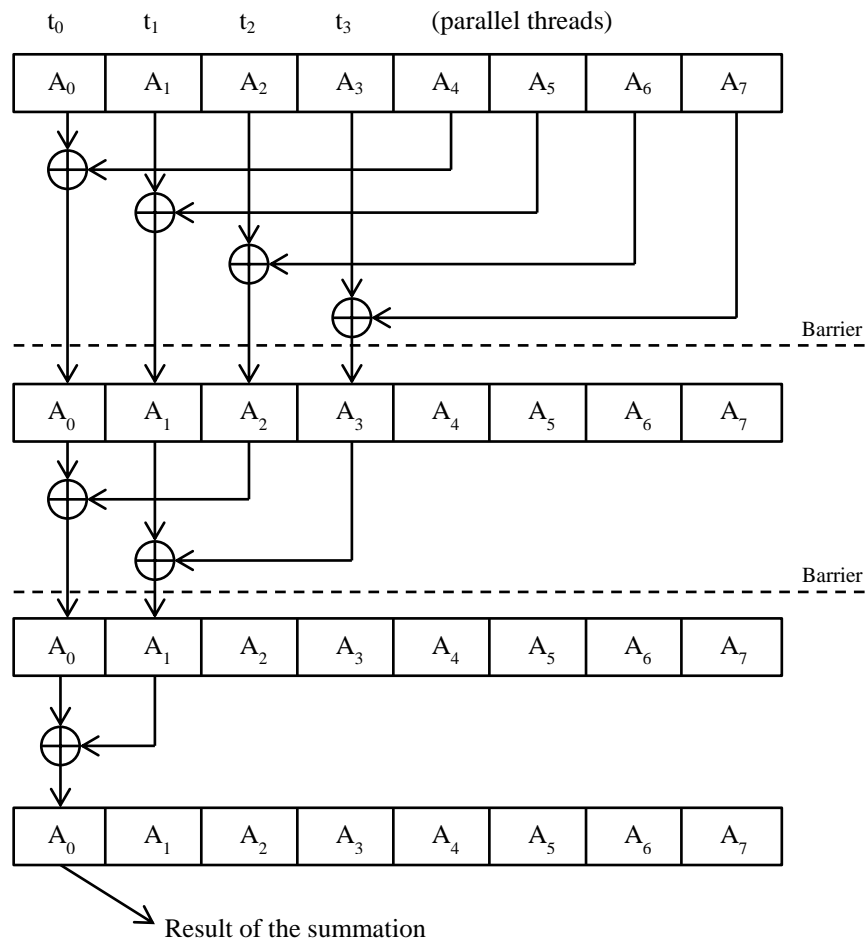 t₀ t₁ t₂ t₃ (parallel threads)
A₀ A₁ A₂ A₃ A₄ A₅ A₆ A₇
Barrier
A₀ A₁ A₂ A₃ A₄ A₅ A₆ A₇
Barrier
A₀ A₁ A₂ A₃ A₄ A₅ A₆ A₇
A₀ A₁ A₂ A₃ A₄ A₅ A₆ A₇
Result of the summation